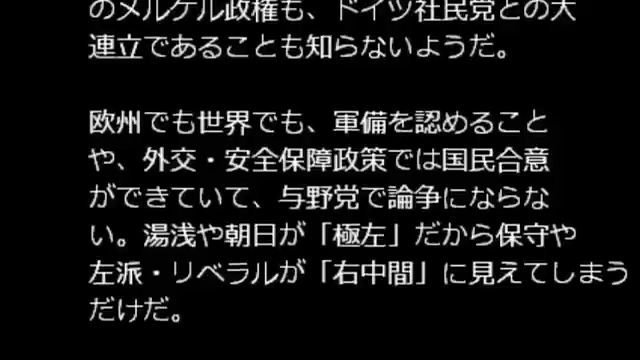 のメルケル政権も、ドイツ社民党との大
連立であることも知らないようだ。
欧州でも世界でも、軍備を認めること
や、外交・安全保障政策では国民合意
ができていて、与野党で論争にならな
い。湯浅や朝日が「極左」だから保守や
左派・リベラルが「右中間」に見えてしまう
だけだ。